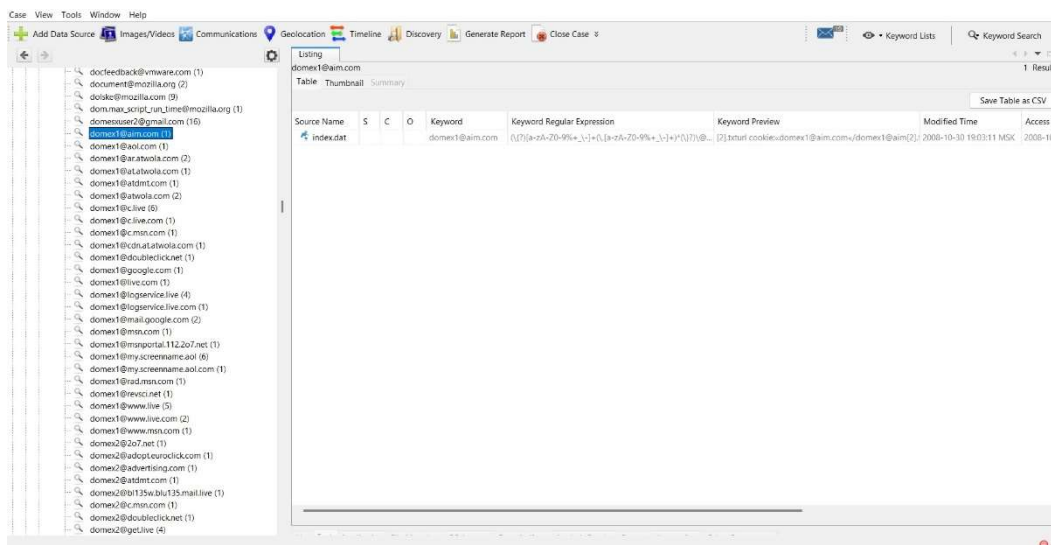 Case View Tools Window Help
Add Data Source Images/Videos Communications Geolocation Timeline Discovery Generate Report Close Case Keyword Lists Keyword Search
Listing
domex1@aim.com
1 Resul
Table Thumbnail Summary
Save Table as CSV
Source Name S C O Keyword Keyword Regular Expression Keyword Preview Modified Time Access
index.dat domex1@aim.com 2008-10-30 19:03:11 MSK
docfeedback@vmware.com (1)
document@mozilla.org (2)
dolske@mozilla.com (9)
dom.max_script_run_time@mozilla.org (1)
domexuser2@gmail.com (16)
domex1@aim.com (1)
domex1@aol.com (1)
domex1@ar.atwola.com (2)
domex1@at.atwola.com (1)
domex1@atdmt.com (1)
domex1@atwola.com (2)
domex1@c.live (6)
domex1@c.live.com (1)
domex1@c.msn.com (1)
domex1@cdn.at.atwola.com (1)
domex1@doubleclick.net (1)
domex1@google.com (1)
domex1@live.com (1)
domex1@logservice.live (4)
domex1@logservice.live.com (1)
domex1@mail.google.com (2)
domex1@msn.com (1)
domex1@msnportal.112.2o7.net (1)
domex1@my.screenname.aol (6)
domex1@my.screenname.aol.com (1)
domex1@rad.msn.com (1)
domex1@revsci.net (1)
domex1@www.live (5)
domex1@www.live.com (2)
domex1@www.msn.com (1)
domex2@2o7.net (1)
domex2@adopt.euroclick.com (1)
domex2@advertising.com (1)
domex2@atdmt.com (1)
domex2@bl135w.blu135.mail.live (1)
domex2@c.msn.com (1)
domex2@doubleclick.net (1)
domex2@get.live (4)